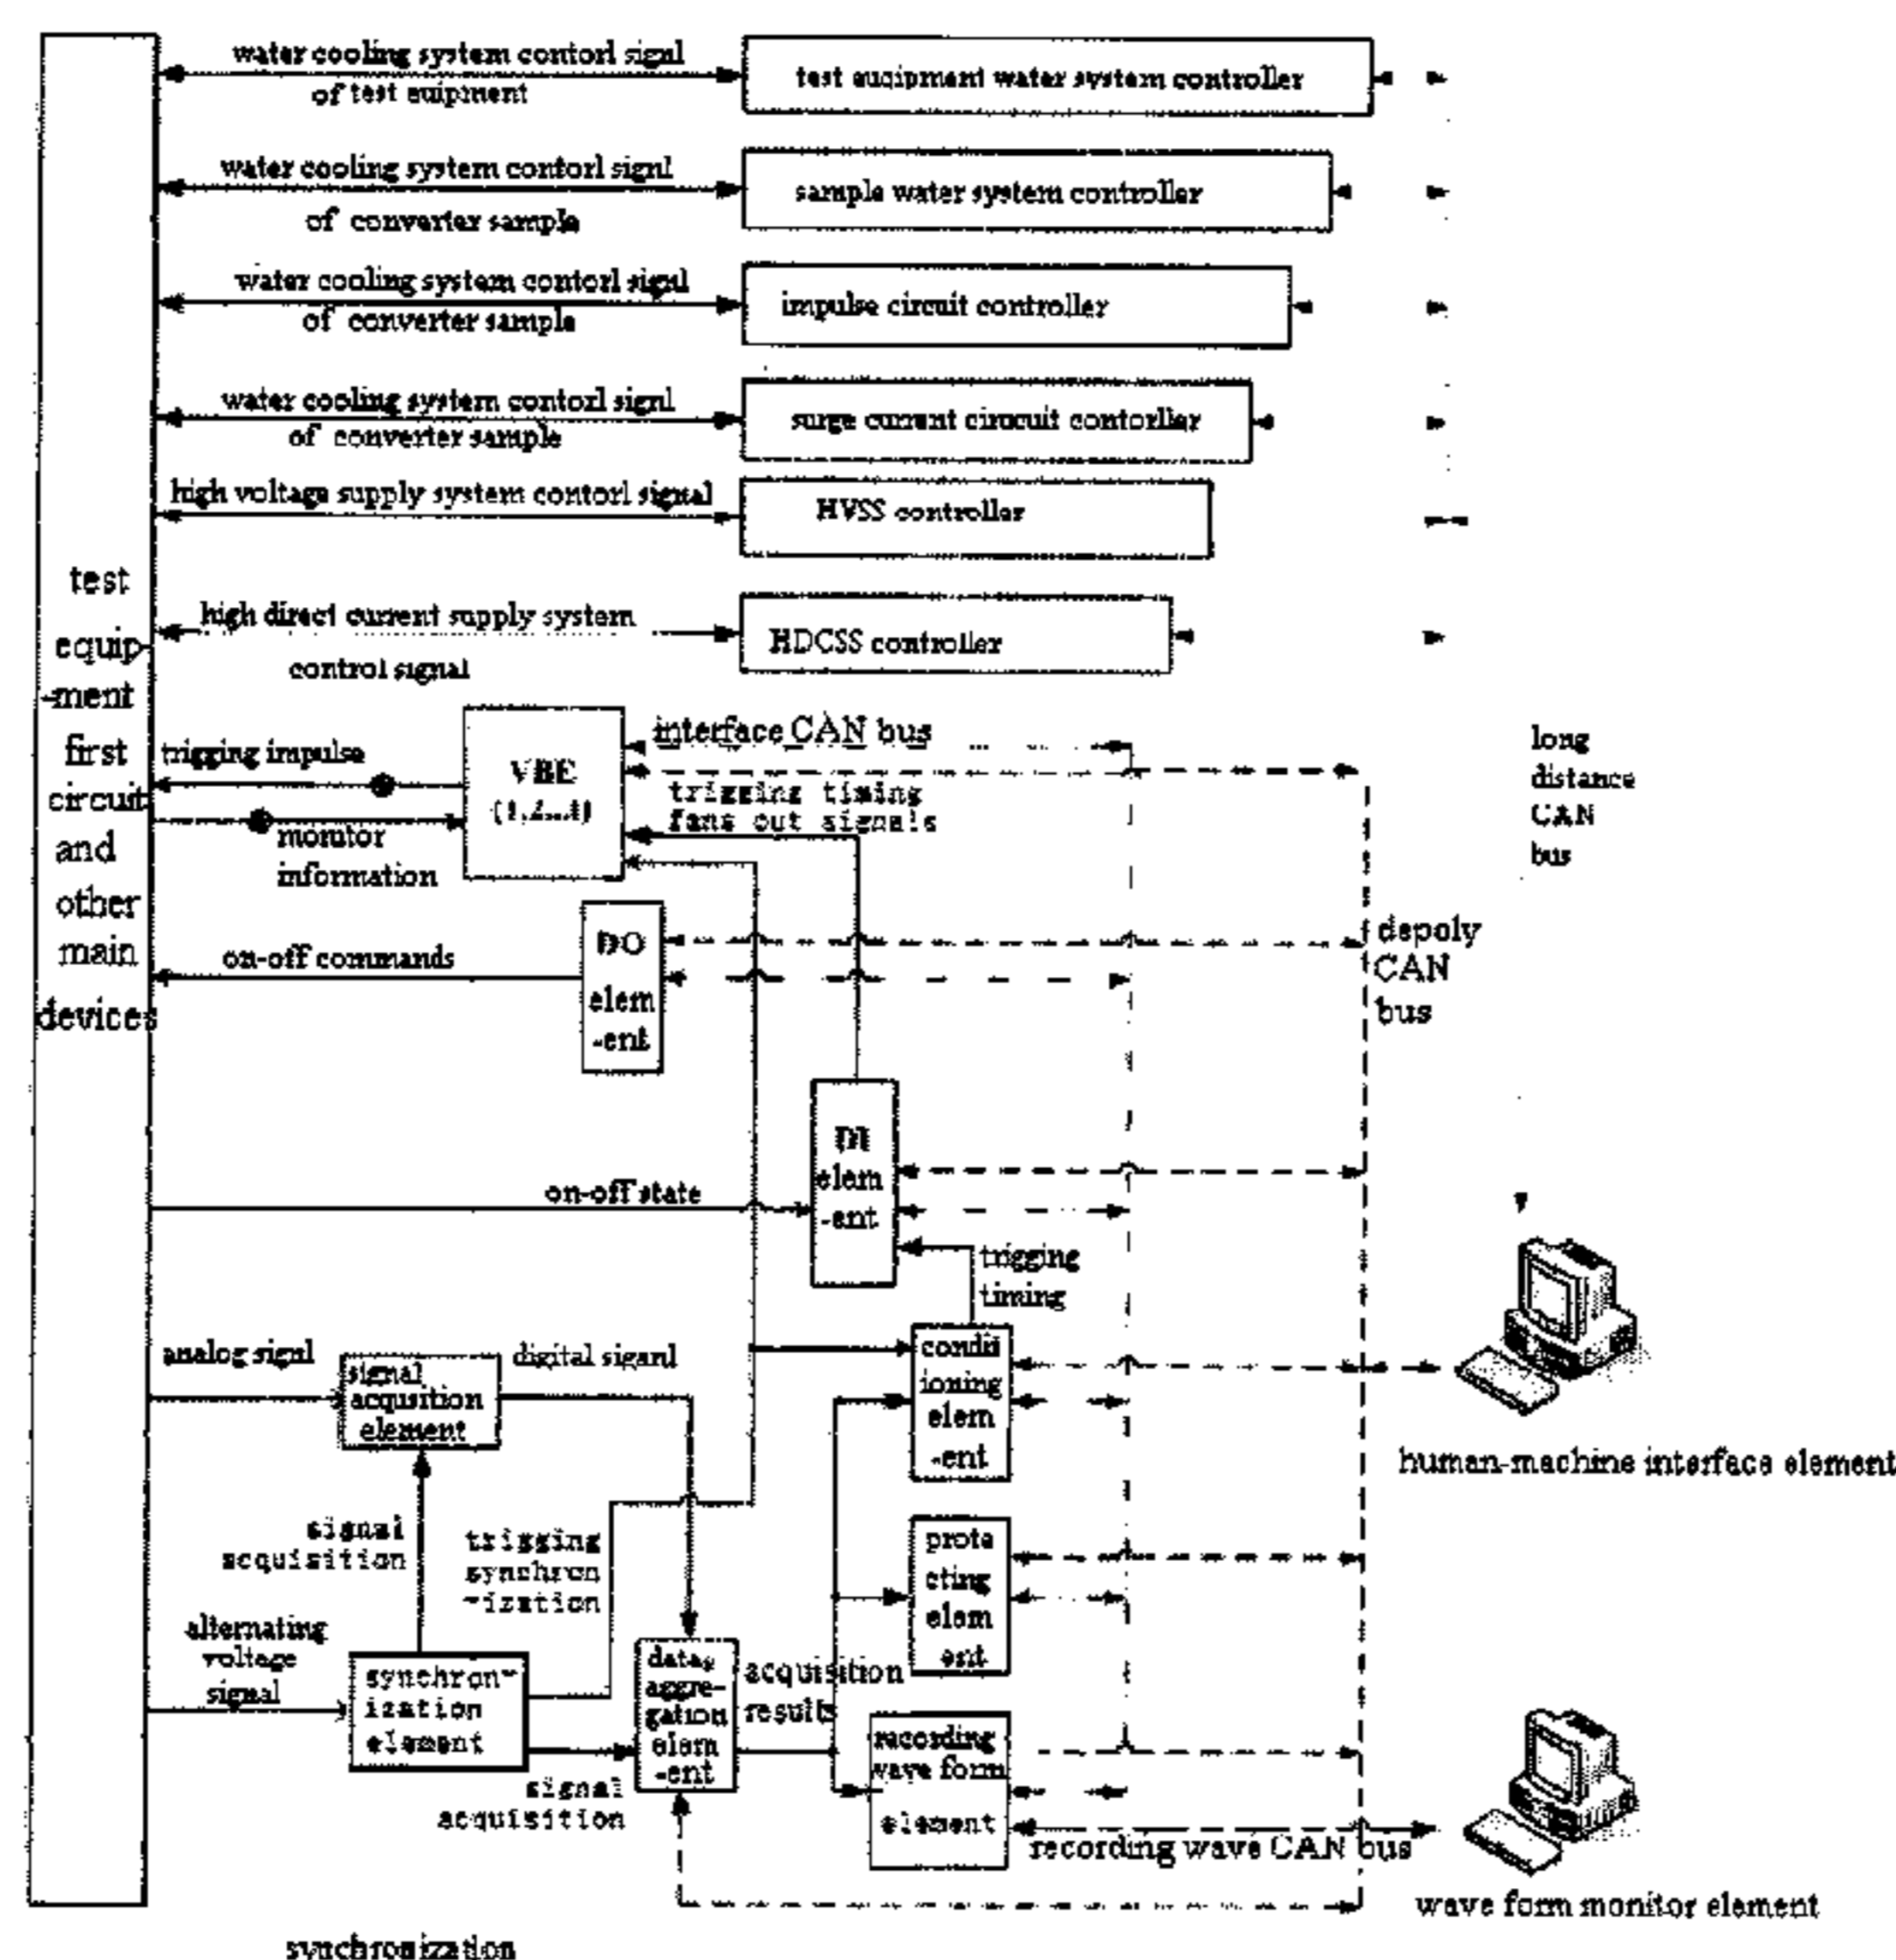 water cooling system contorl signl
of test euipment
test euqipment water system controller
water cooling system contorl signl
of converter sample
sample water system controller
water cooling system contorl signl
of converter sample
impulse circuit controller
water cooling system contorl signl
of converter sample
surge current cirucuit contorller
high voltage supply system contorl signal
HVSS controller
high direct current supply system
control signal
HDCSS controller
test
equip
-ment
first
circuit
and
other
main
devices
trigging impulse
monitor
information
VBE
interface CAN bus
trigging timing
fans out signals
long
distance
CAN
bus
depoly
CAN
bus
on-off commands
DO
elem
-ent
on-off state
DI
elem
-ent
trigging
timing
analog signl
signal
acqusition
element
digital siganl
condit
ioning
elem
-ent
human-machine interface element
signal
acquisition
trigging
synchron
-ization
prote
cting
elem
ent
alternating
voltage
signal
synchron-
ization
element
data
aggre-
gation
elem
-ent
acquisition
results
signal
acquisition
recording
wave form
element
recording wave CAN bus
wave form monitor element
synchronization